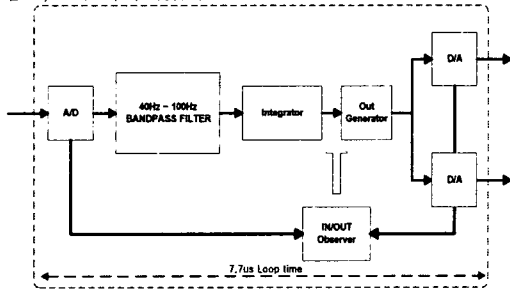 D/A
A/D
40Hz - 100Hz
BANDPASS FILTER
Integrator
Out
Generator
D/A
IN/OUT
Observer
7.7us Loop time